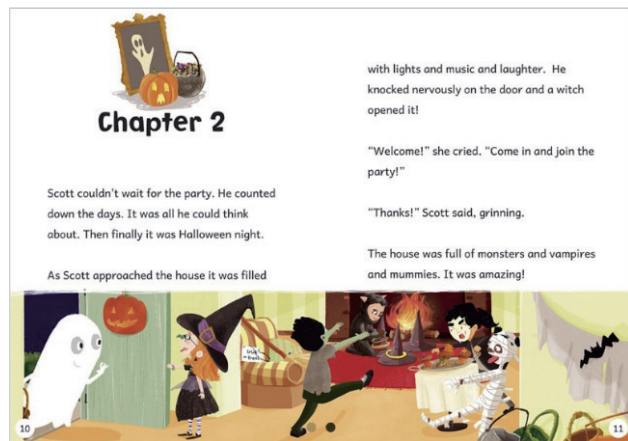 Chapter 2
Scott couldn't wait for the party. He counted
down the days. It was all he could think
about. Then finally it was Halloween night.
As Scott approached the house it was filled
10
with lights and music and laughter. He
knocked nervously on the door and a witch
opened it!
“Welcome!” she cried. “Come in and join the
party!”
“Thanks!” Scott said, grinning.
The house was full of monsters and vampires
and mummies. It was amazing!
11